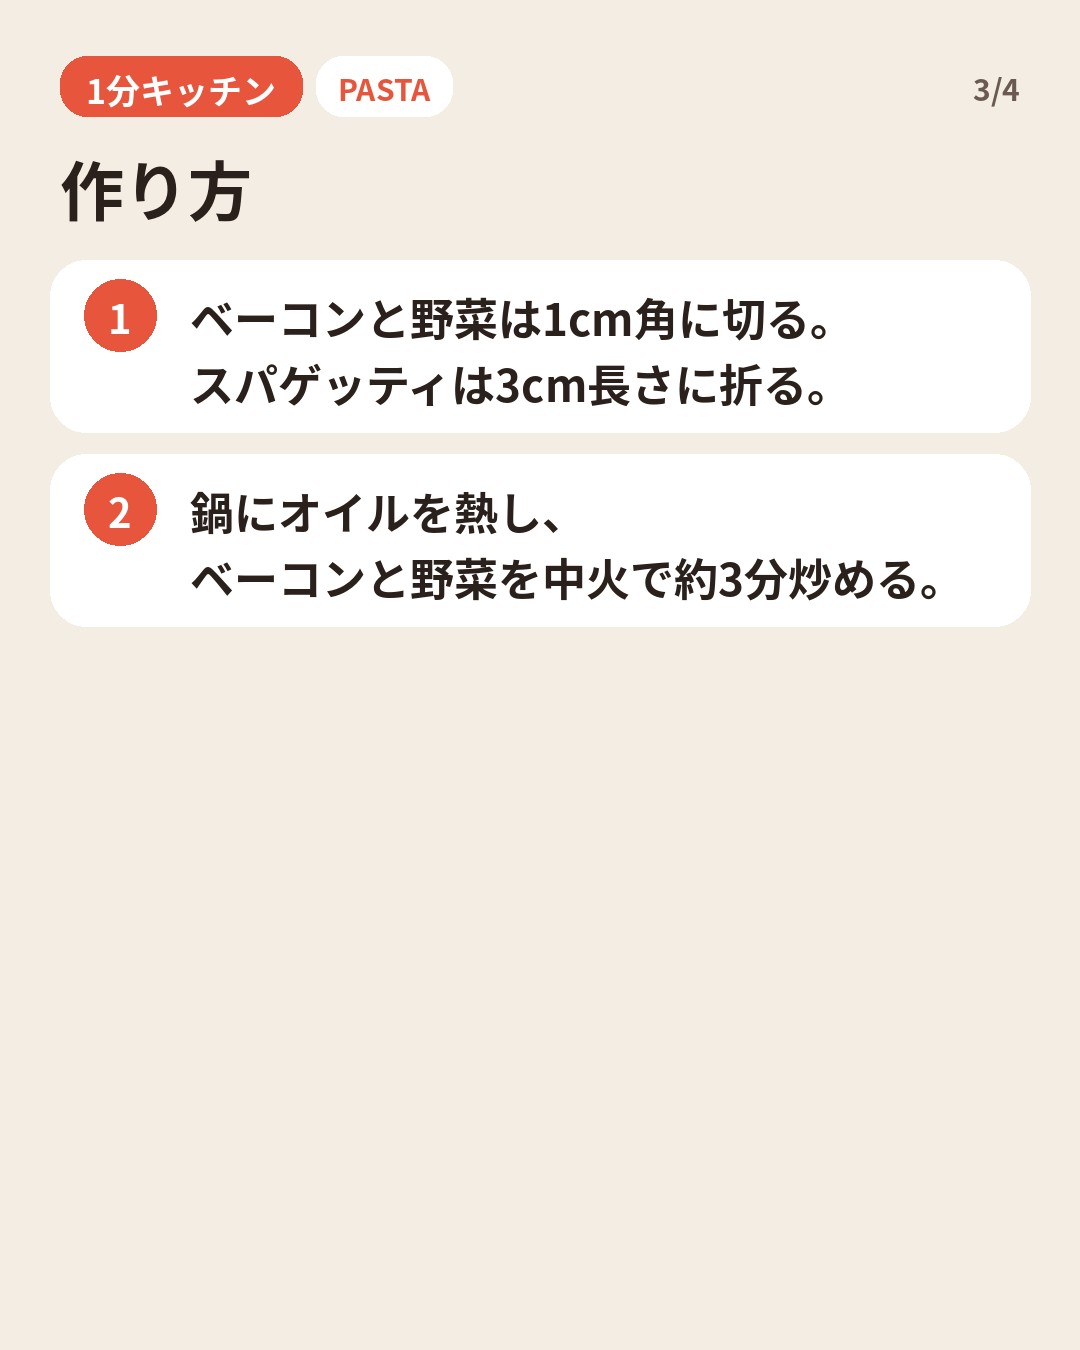 1分キッチン PASTA 3/4
作り方
1 ベーコンと野菜は1cm角に切る。
スパゲッティは3cm長さに折る。
2 鍋にオイルを熱し、
ベーコンと野菜を中火で約3分炒める。